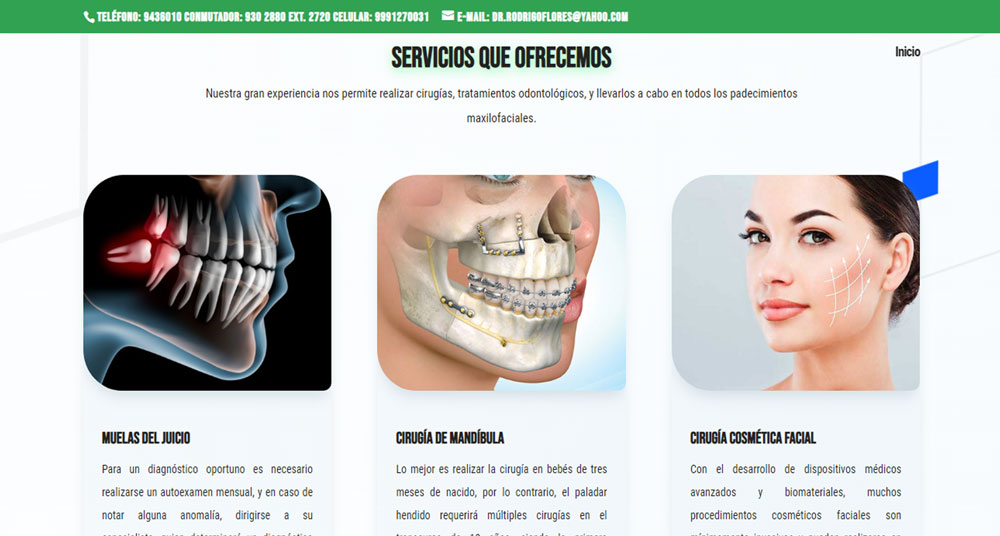 TELÉFONO: 9436010 CONMUTADOR: 930 2880 EXT. 2720 CELULAR: 9991270031 E-MAIL: DR.RODRIGOFLORES@YAHOO.COM
Inicio
SERVICIOS QUE OFRECEMOS
Nuestra gran experiencia nos permite realizar cirugías, tratamientos odontológicos, y llevarlos a cabo en todos los padecimientos
maxilofaciales.
MUELAS DEL JUICIO
Para un diagnóstico oportuno es necesario
realizarse un autoexamen mensual, y en caso de
notar alguna anomalía, dirigirse a su
CIRUGÍA DE MANDÍBULA
Lo mejor es realizar la cirugía en bebés de tres
meses de nacido, por lo contrario, el paladar
hendido requerirá múltiples cirugías en el
CIRUGÍA COSMÉTICA FACIAL
Con el desarrollo de dispositivos médicos
avanzados y biomateriales, muchos
procedimientos cosméticos faciales son